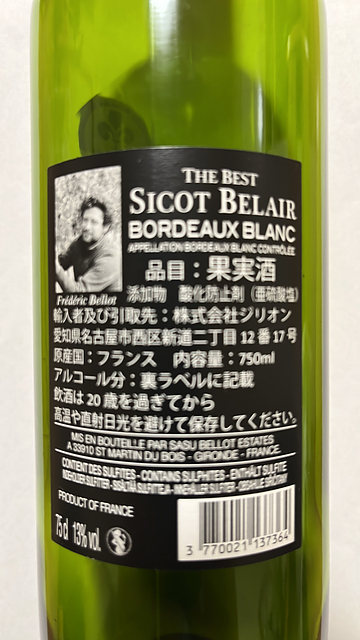 THE BEST
SICOT BELAIR
BORDEAUX BLANC
APPELLATION BORDEAUX BLANC CONTRÔLÉE
品目：果実酒
Frédéric Bellot
添加物 酸化防止剤（亜硫酸塩）
輸入者及び引取先：株式会社ジリオン
愛知県名古屋市西区新道二丁目12番17号
原産国：フランス 内容量：750ml
アルコール分：裏ラベルに記載
飲酒は20歳を過ぎてから
高温や直射日光を避けて保存してください。
MIS EN BOUTEILLE PAR SASU BELLOT ESTATES
A 33910 ST MARTIN DU BOIS - GIRONDE - FRANCE.
CONTENT DES SULFITES - CONTAINS SULPHITES - ENTHÄLT SULFITE
PRODUCT OF FRANCE
75 cl 13% vol.
3 770021 137364